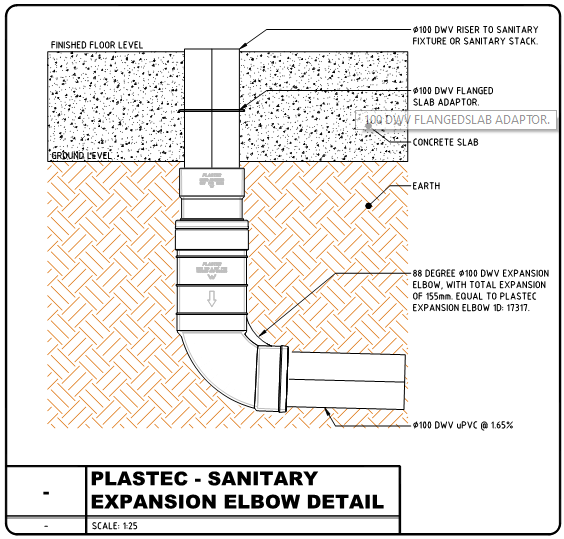 Ø100 DWV RISER TO SANITARY
FIXTURE OR SANITARY STACK.
FINISHED FLOOR LEVEL
Ø100 DWV FLANGED
SLAB ADAPTOR.
100 DWV FLANGEDSLAB ADAPTOR.
CONCRETE SLAB
GROUND LEVEL
EARTH
PLASTEC
PLASTEC
88 DEGREE Ø100 DWV EXPANSION
ELBOW, WITH TOTAL EXPANSION
OF 155mm. EQUAL TO PLASTEC
EXPANSION ELBOW ID: 17317.
Ø100 DWV uPVC @ 1.65%
-
PLASTEC - SANITARY
EXPANSION ELBOW DETAIL
-
SCALE: 1:25